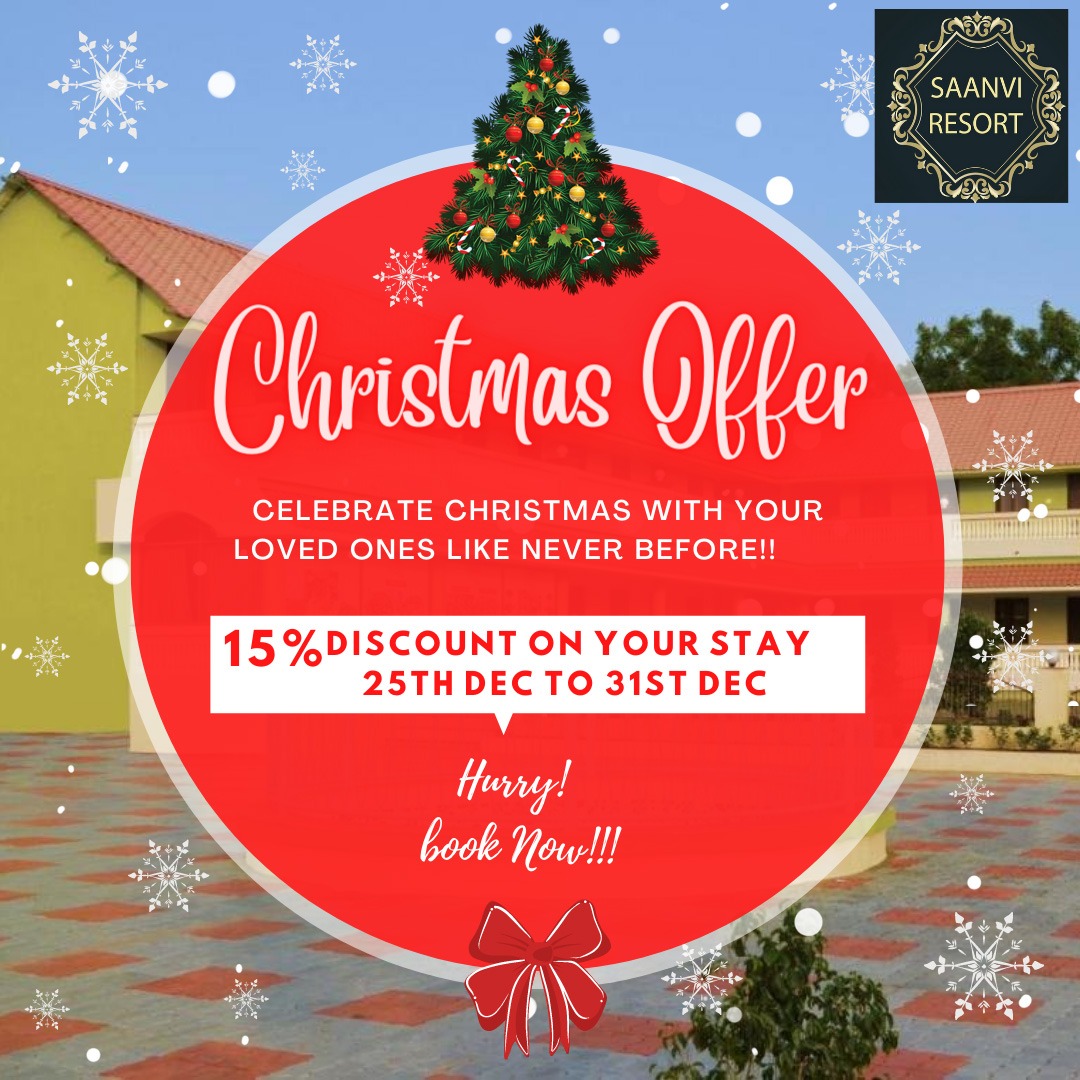 SAANVI
RESORT
Christmas Offer
CELEBRATE CHRISTMAS WITH YOUR
LOVED ONES LIKE NEVER BEFORE!!
15% DISCOUNT ON YOUR STAY
25TH DEC TO 31ST DEC
Hurry!
book Now!!!